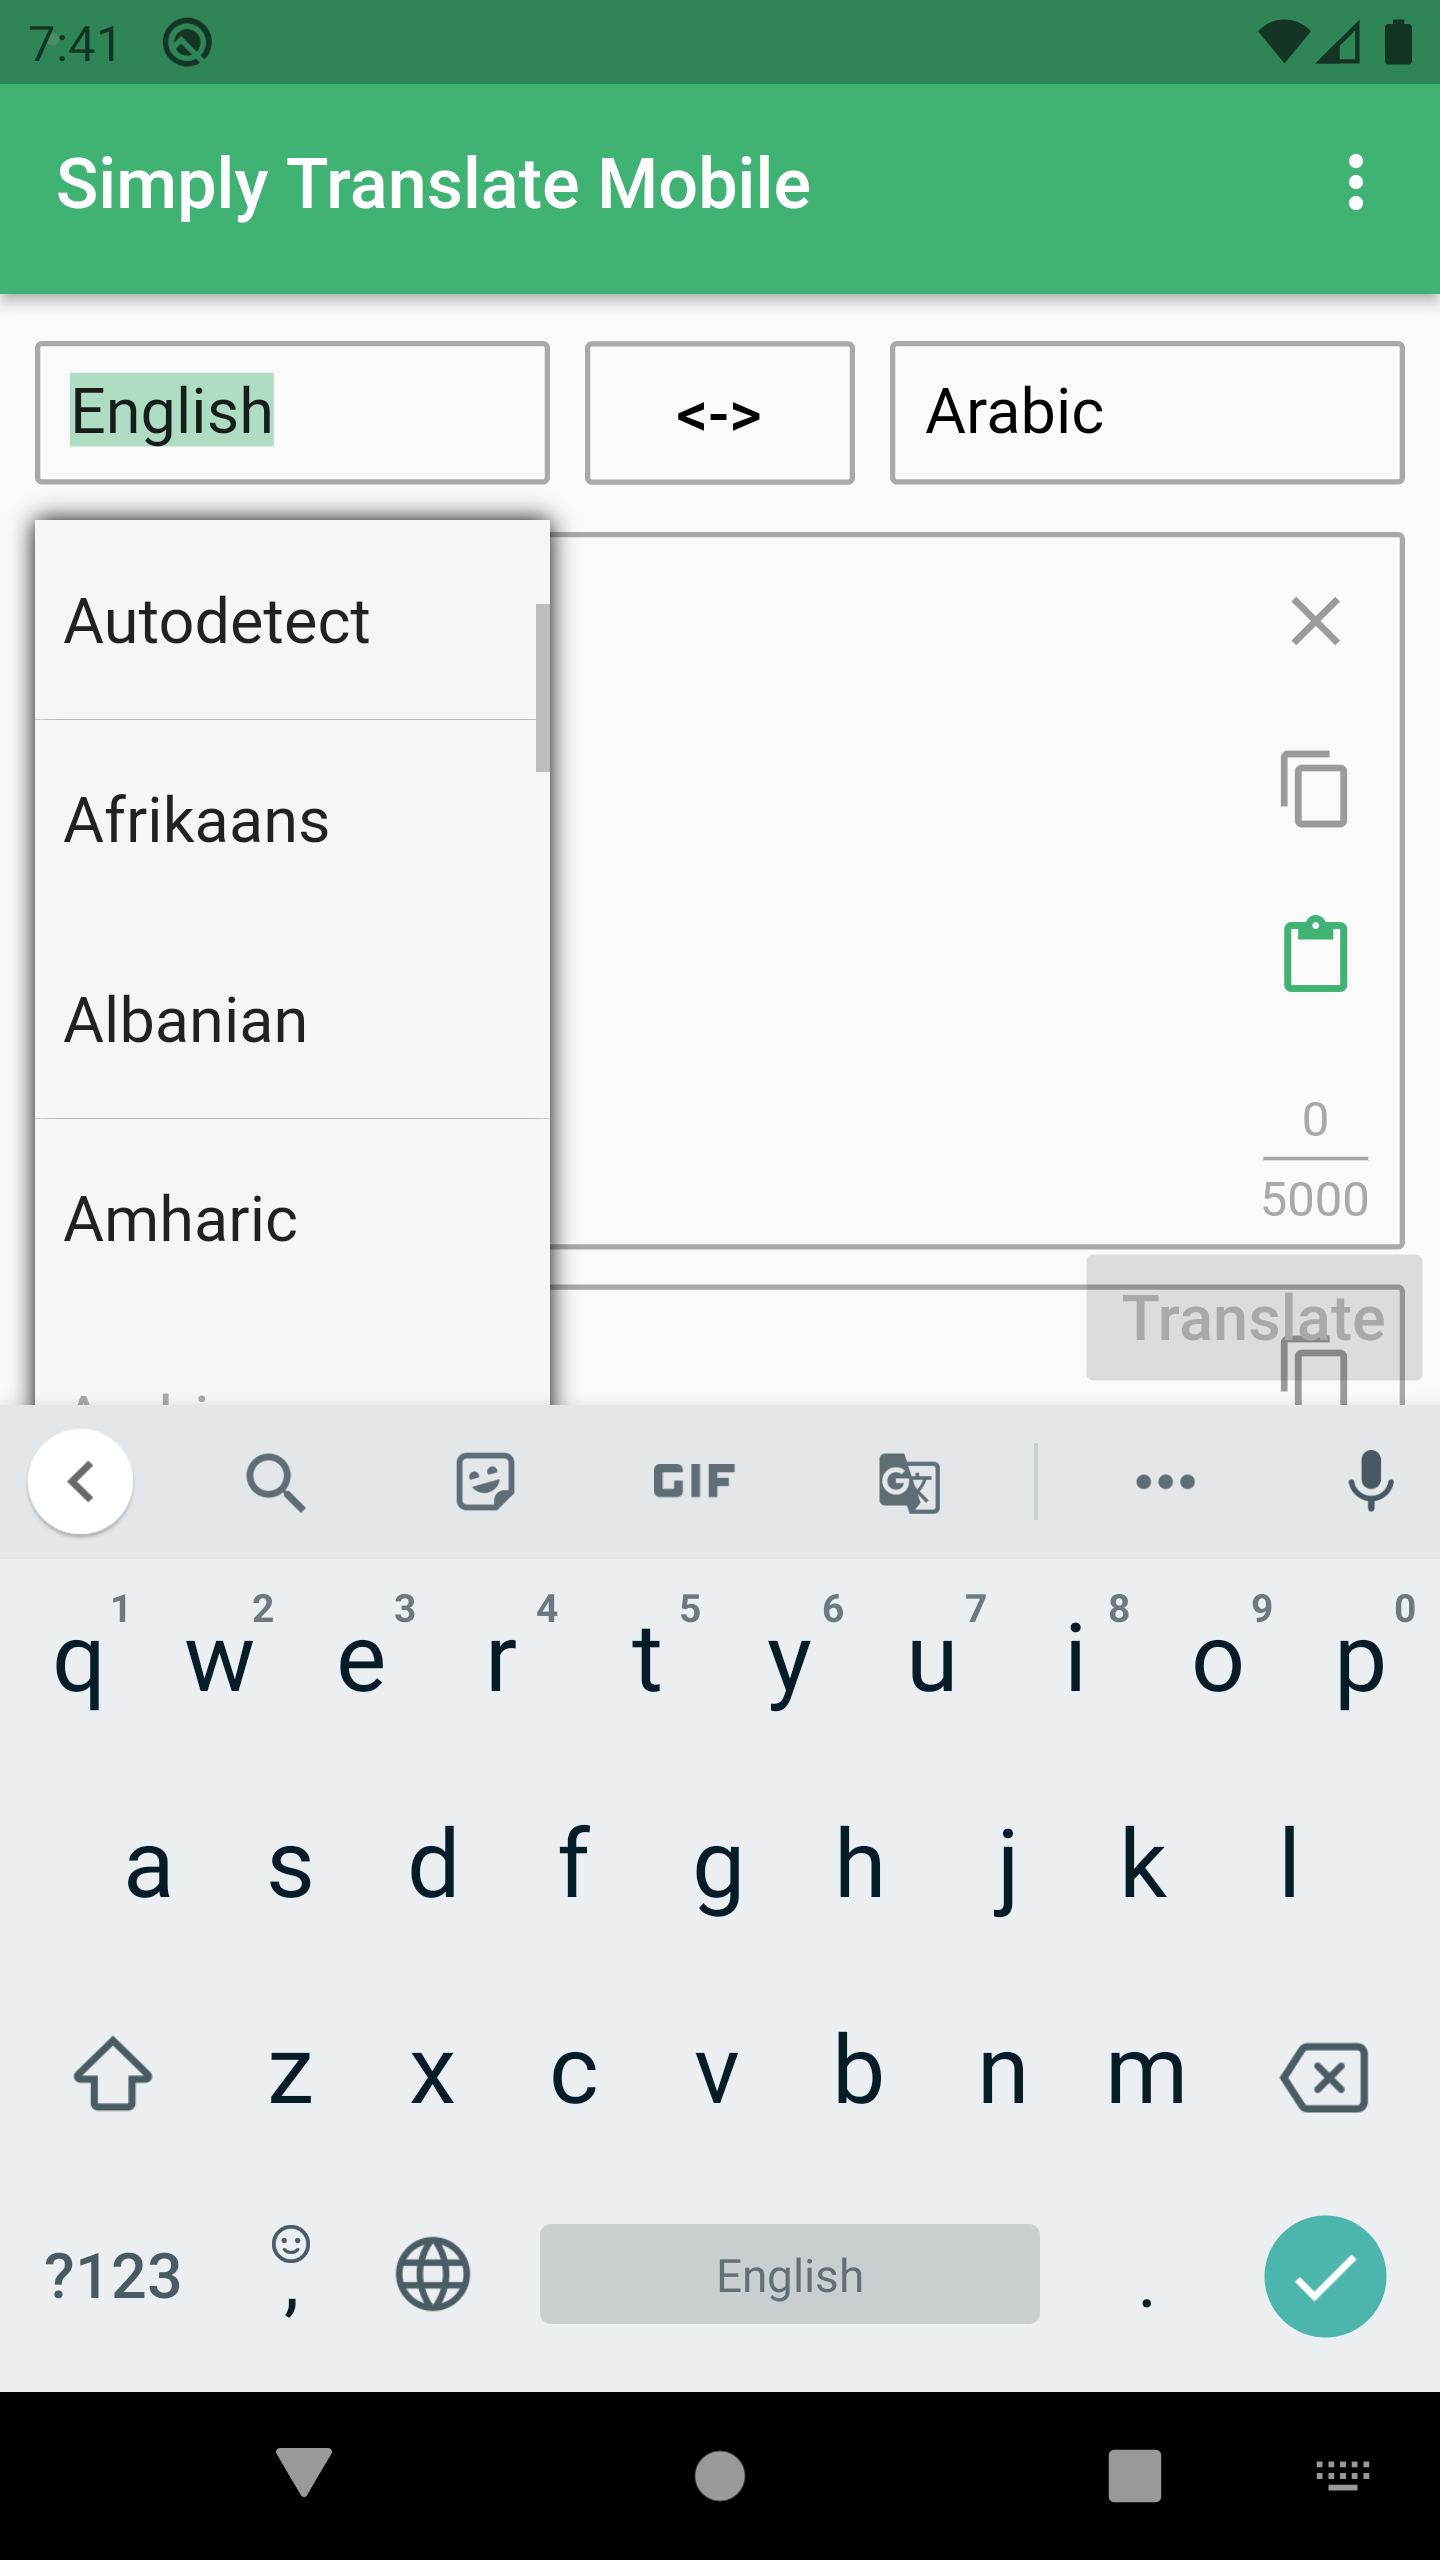 7:41
Simply Translate Mobile
English
<->
Arabic
Autodetect
Afrikaans
Albanian
Amharic
0
5000
Translate
GIF
1 2 3 4 5 6 7 8 9 0
q w e r t y u i o p
a s d f g h j k l
z x c v b n m
?123 , English .